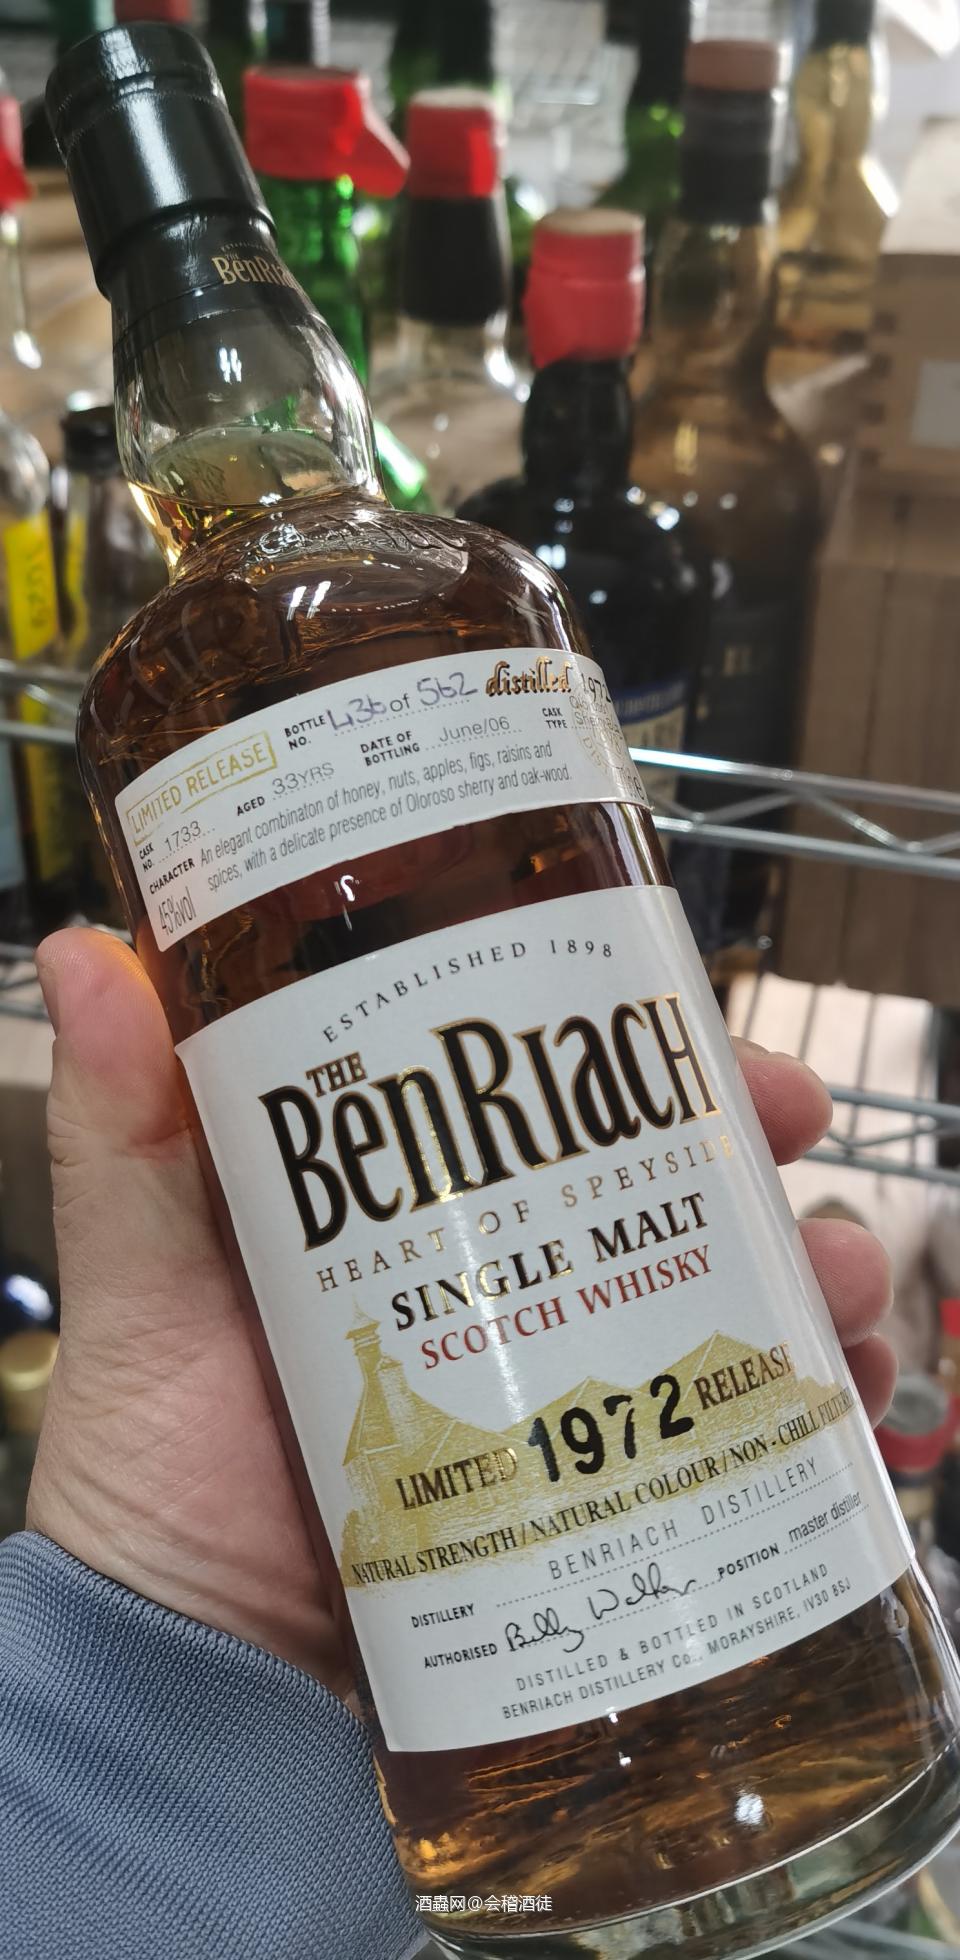 THE
BENRIACH
LIMITED RELEASE
BOTTLE NO. 436 of 562
distilled 1972
AGED 33YRS
DATE OF BOTTLING June/06
CASK TYPE
CASK NO. 1733
CHARACTER An elegant combinaton of honey, nuts, apples, figs, raisins and
spices, with a delicate presence of Oloroso sherry and oak-wood.
45%vol
ESTABLISHED 1898
THE
BENRIACH
HEART OF SPEYSIDE
SINGLE MALT
SCOTCH WHISKY
LIMITED 1972 RELEASE
NATURAL STRENGTH / NATURAL COLOUR / NON-CHILL FILTERED
DISTILLERY BENRIACH DISTILLERY
AUTHORISED Billy Walker POSITION master distiller
DISTILLED & BOTTLED IN SCOTLAND
BENRIACH DISTILLERY Co., MORAYSHIRE, IV30 8SJ
酒蟲网@会稽酒徒